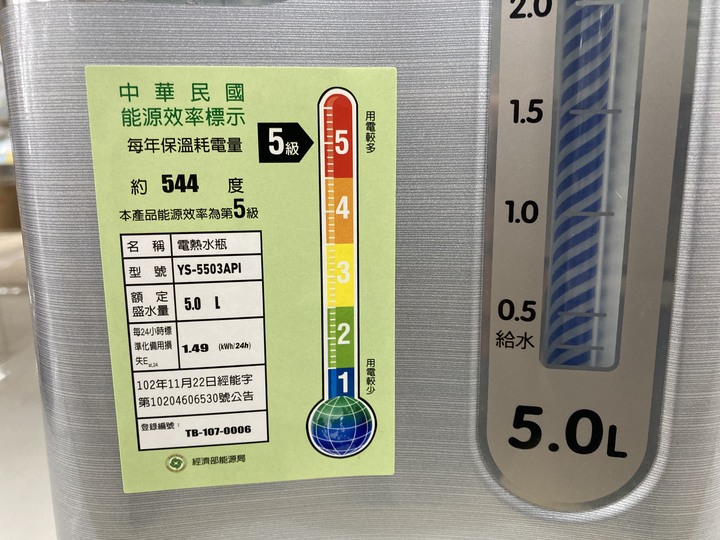 中華民國
能源效率標示
每年保溫耗電量
5級
約 544 度
本產品能源效率為第5級
名稱 電熱水瓶
型號 YS-5503API
額定
盛水量 5.0 L
每24小時標
準化備用損 1.49 (kWh/24h)
失Est,24
102年11月22日經能字
第10204606530號公告
登錄編號: TB-107-0006
經濟部能源局
用電較多
5
4
3
2
1
用電較少
2.0
1.5
1.0
0.5
給水
5.0L